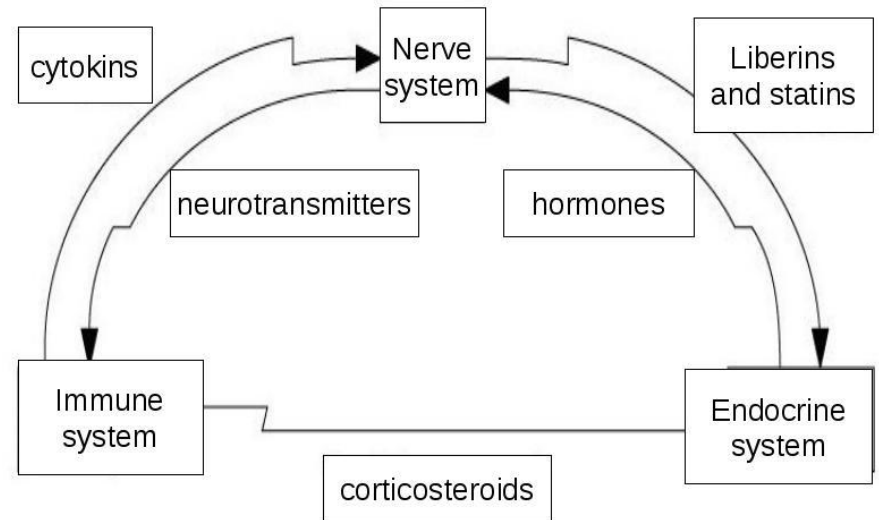 cytokins
Nerve
system
Liberins
and statins
neurotransmitters
hormones
Immune
system
Endocrine
system
corticosteroids